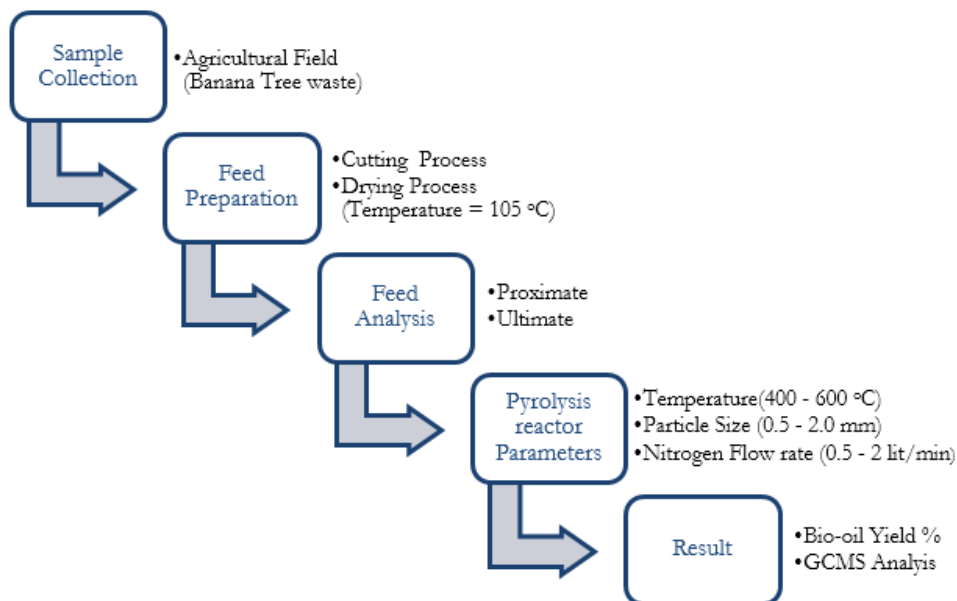 Sample
Collection
•Agricultural Field
(Banana Tree waste)
Feed
Preparation
•Cutting Process
•Drying Process
(Temperature = 105 °C)
Feed
Analysis
•Proximate
•Ultimate
Pyrolysis
reactor
Parameters
•Temperature(400 - 600 °C)
•Particle Size (0.5 - 2.0 mm)
•Nitrogen Flow rate (0.5 - 2 lit/min)
Result
•Bio-oil Yield %
•GCMS Analyis